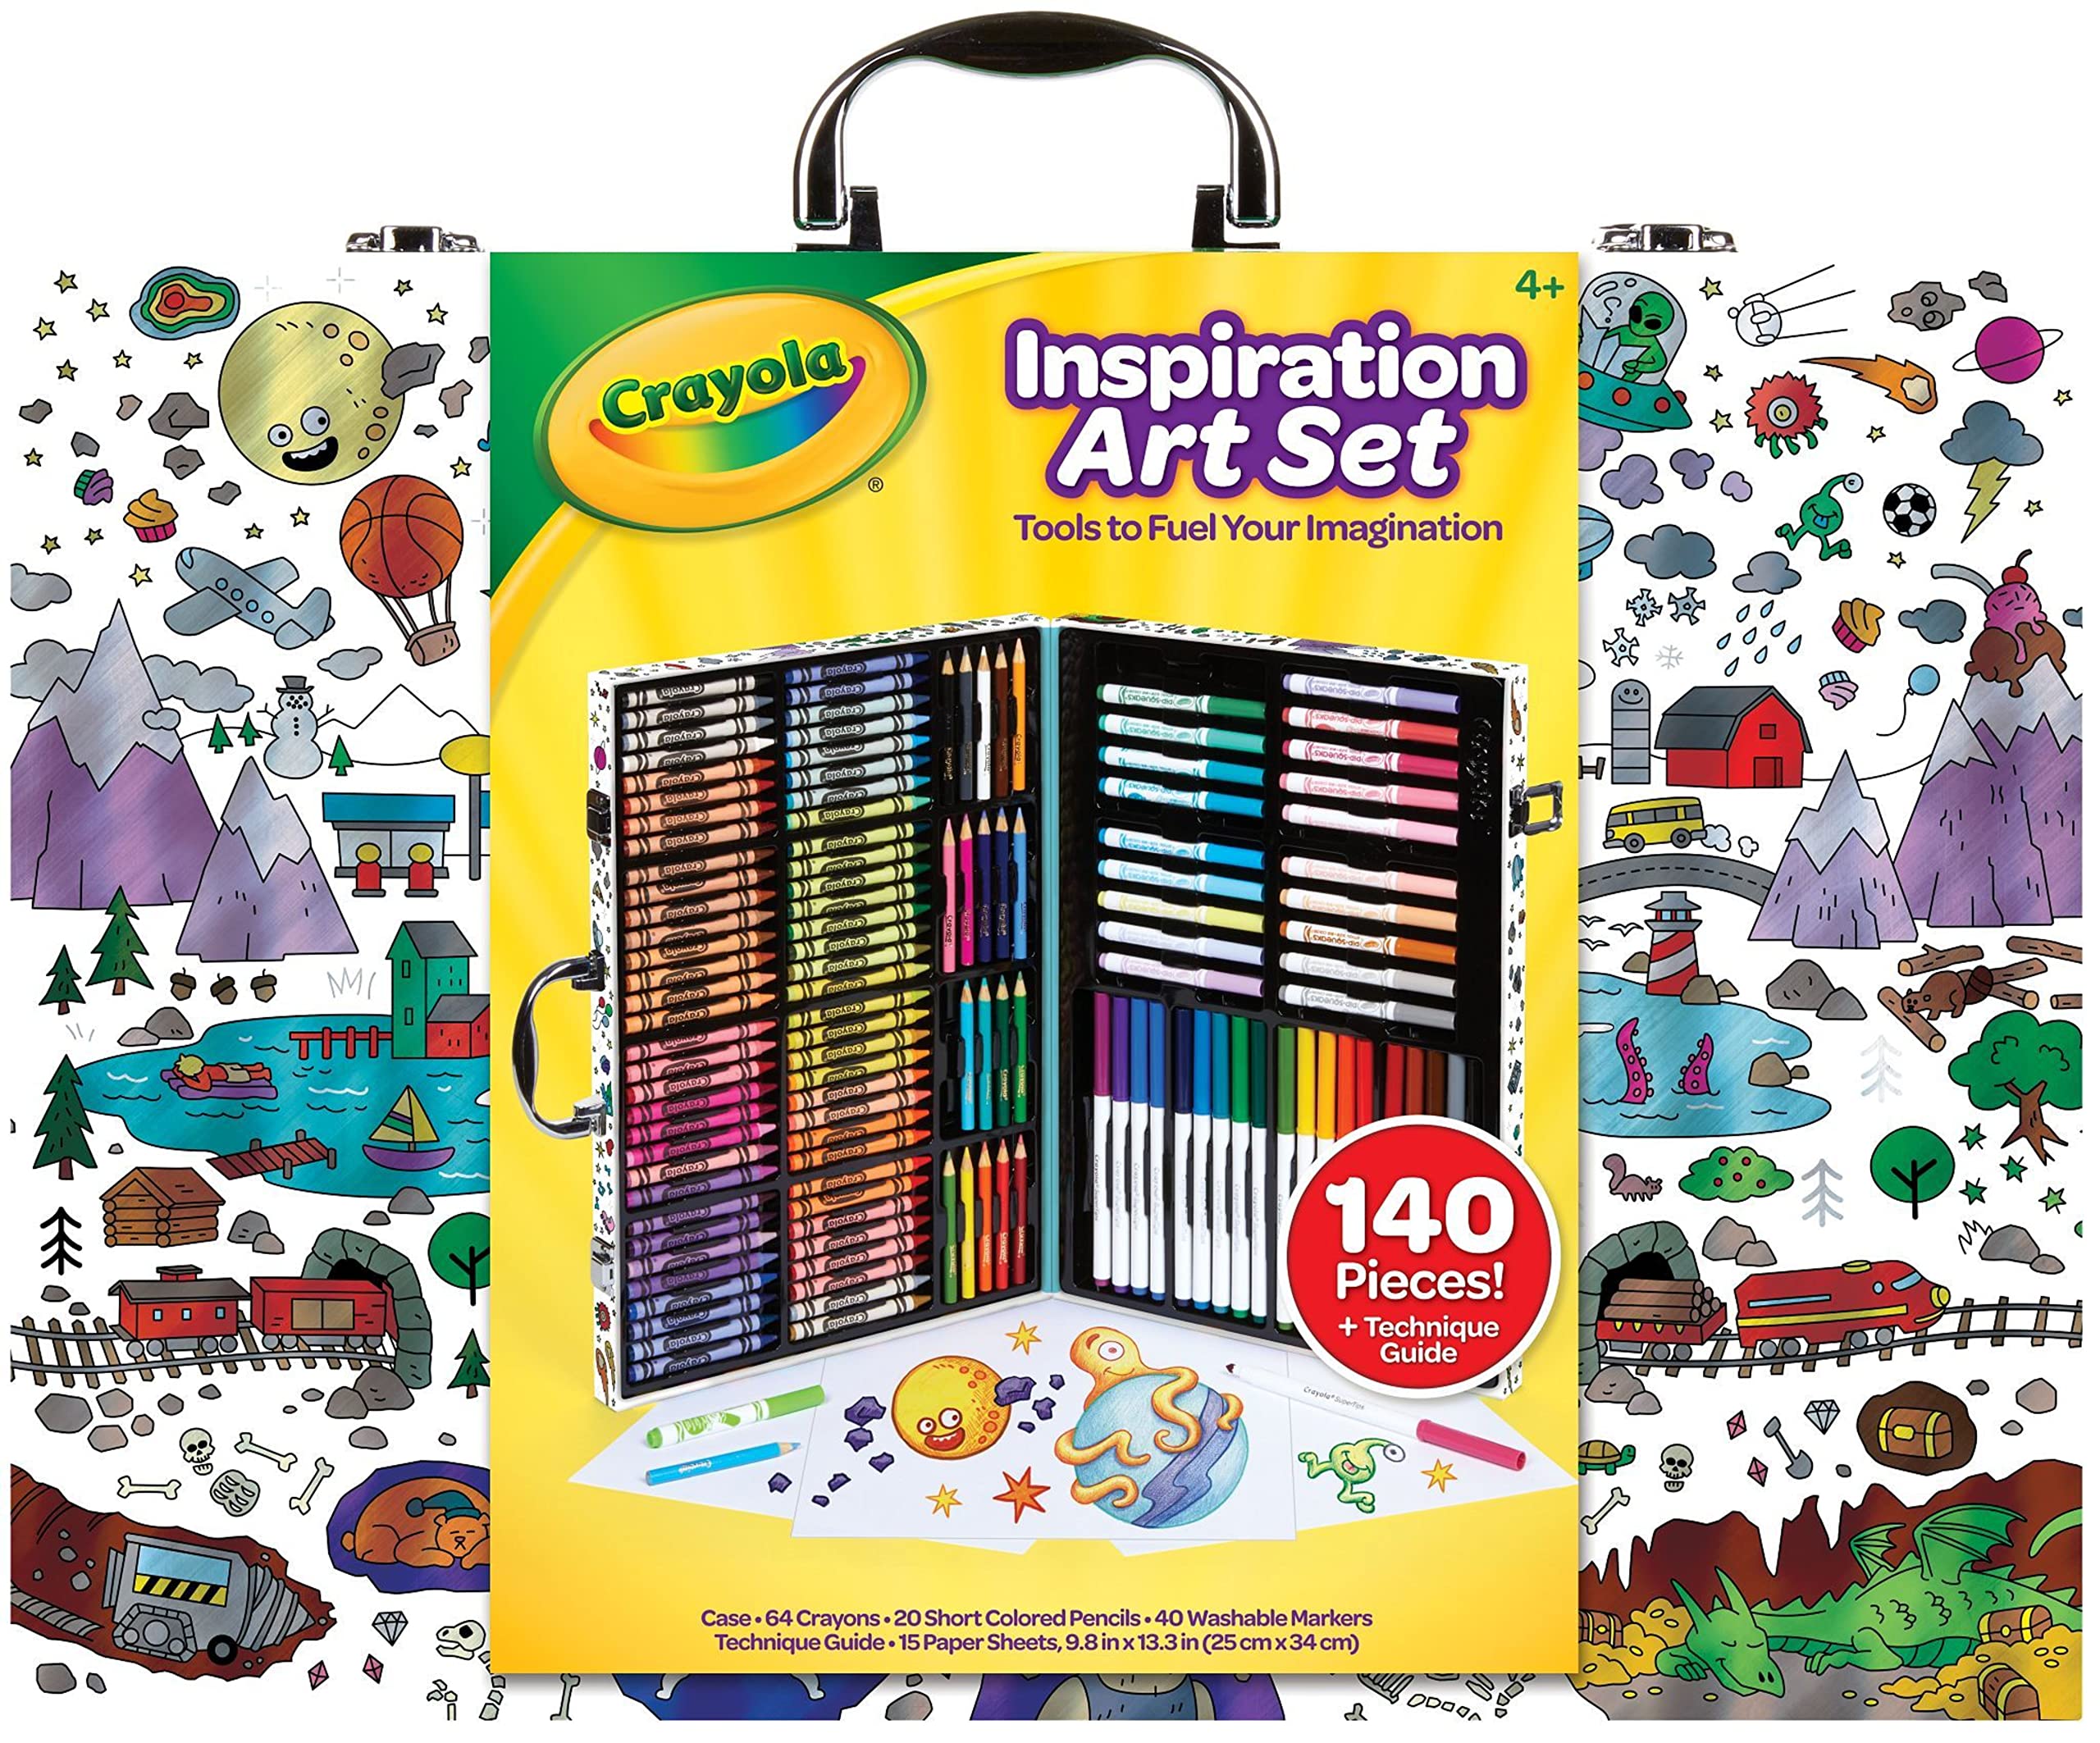 4+
Crayola
®
Inspiration
Art Set
Tools to Fuel Your Imagination
140
Pieces!
+ Technique
Guide
Crayola® SuperTips
Case • 64 Crayons • 20 Short Colored Pencils • 40 Washable Markers
Technique Guide • 15 Paper Sheets, 9.8 in x 13.3 in (25 cm x 34 cm)